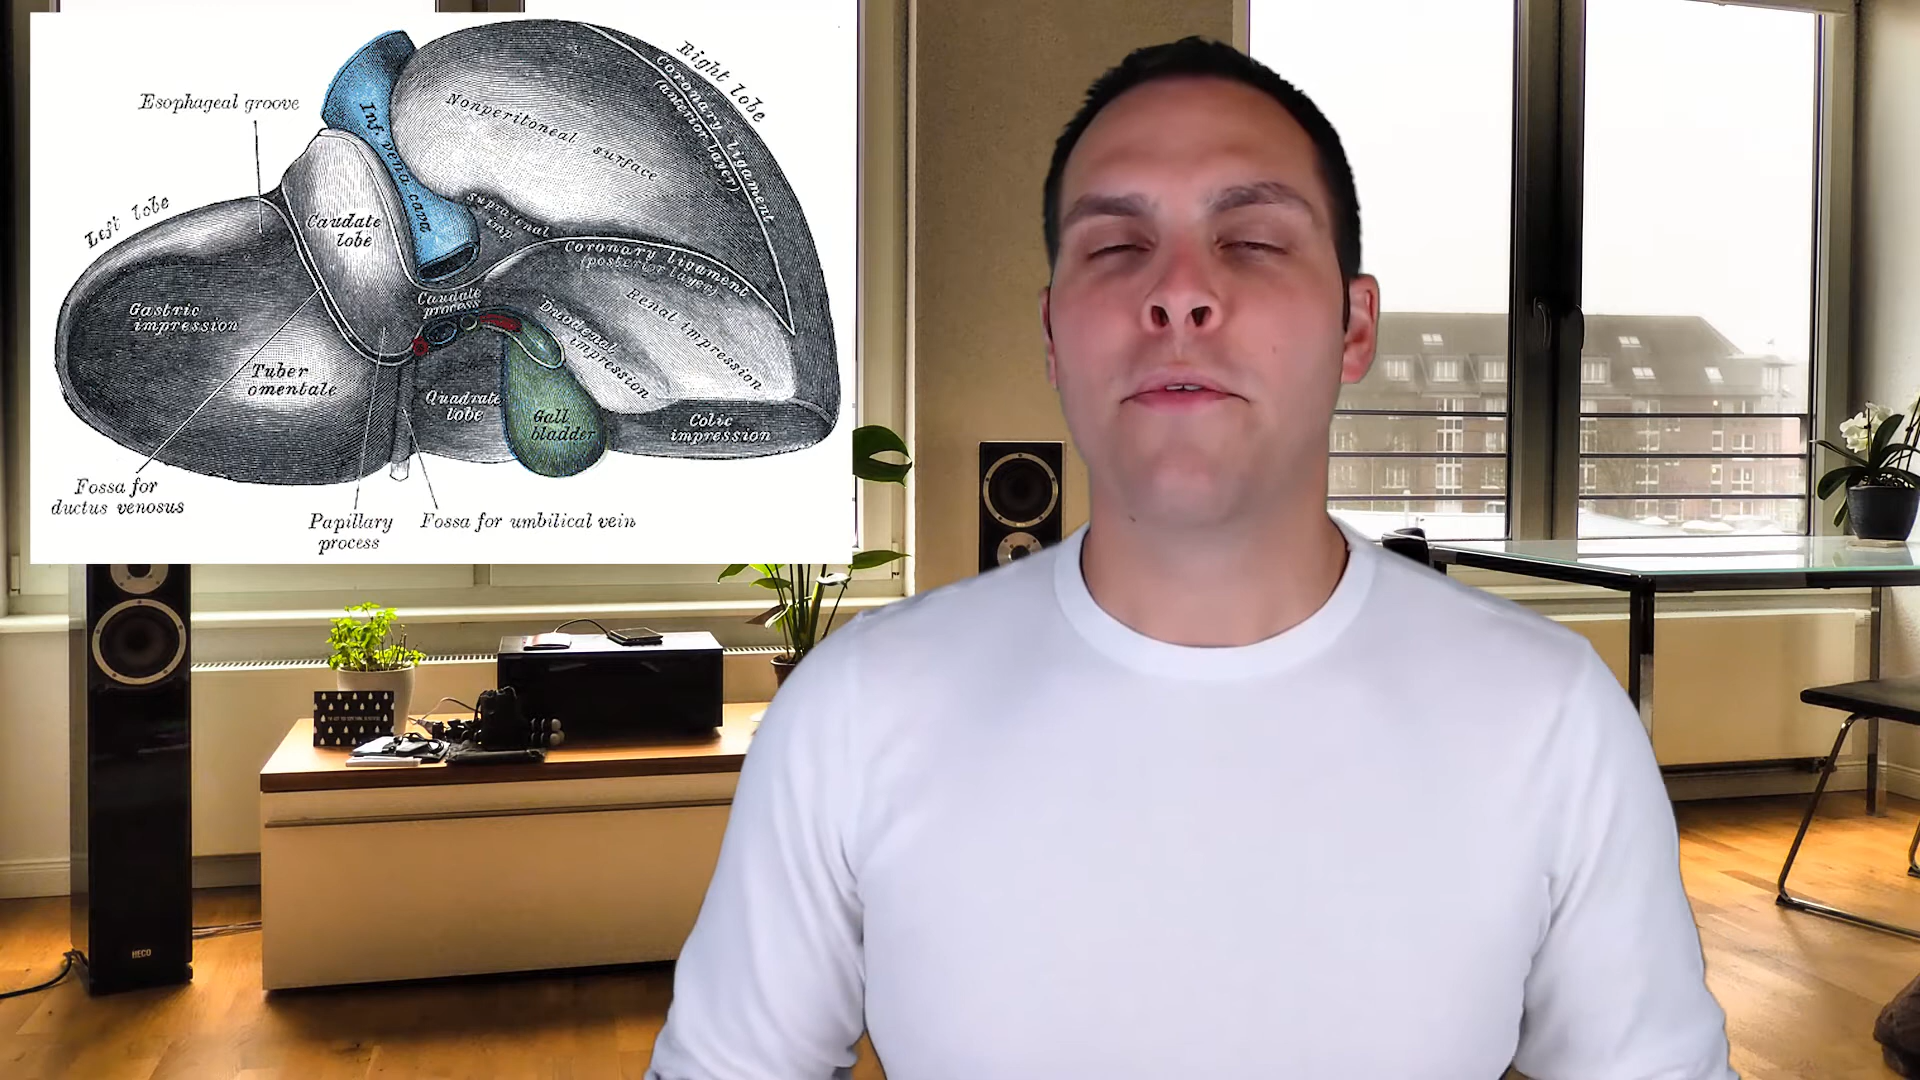 Right lobe
Coronary ligament
(anterior layer)
Esophageal groove
Inf. vena cava
Nonperitoneal surface
Left lobe
Caudate
lobe
Suprarenal
imp
Coronary ligament
(posterior layer)
Caudate
process
Renal impression
Gastric
impression
Duodenal
impression
Tuber
omentale
Quadrate
lobe
Gall
bladder
Colic
impression
Fossa for
ductus venosus
Papillary
process
Fossa for umbilical vein
HECO